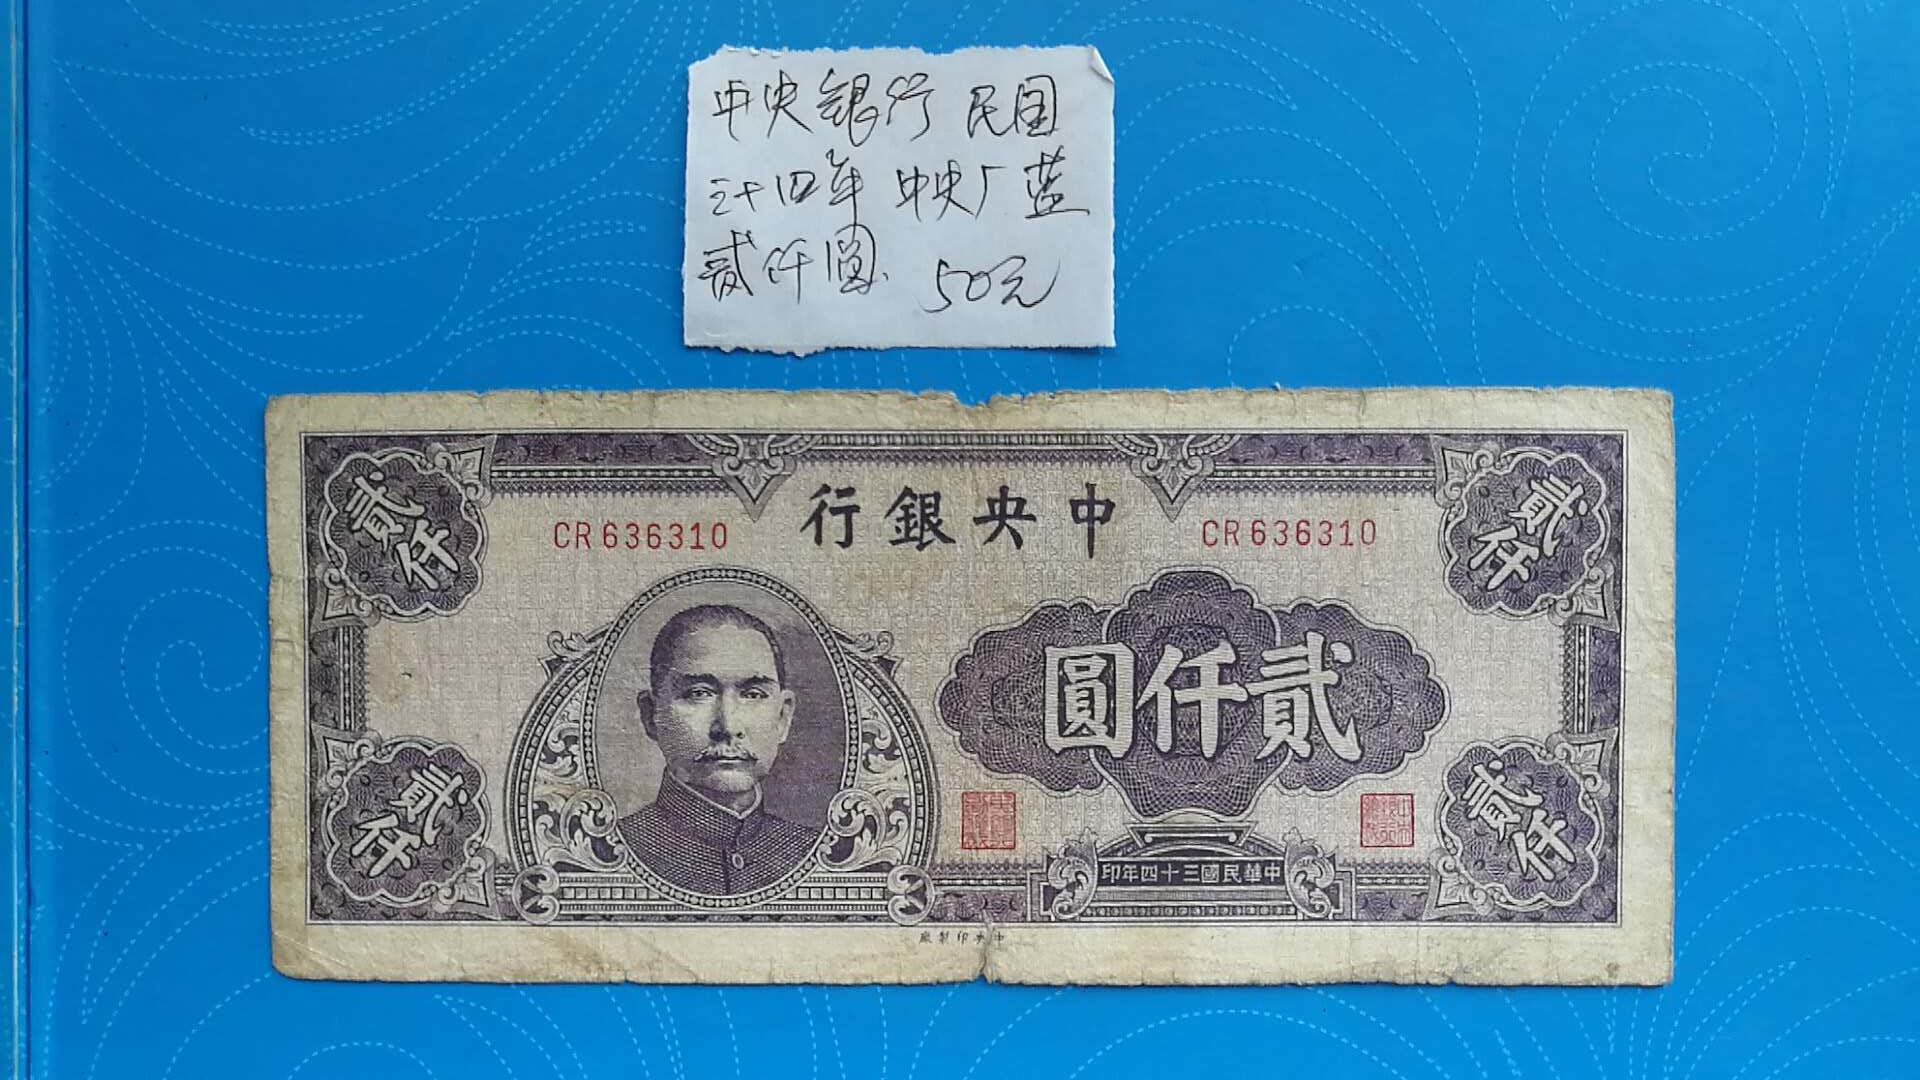 中央银行 民国
三十四年 中央厂 蓝
贰仟圆 50元
貳仟
貳仟
行銀央中
CR636310
CR636310
圓仟貳
貳仟
貳仟
印年四十三國民華中
廠製印央中